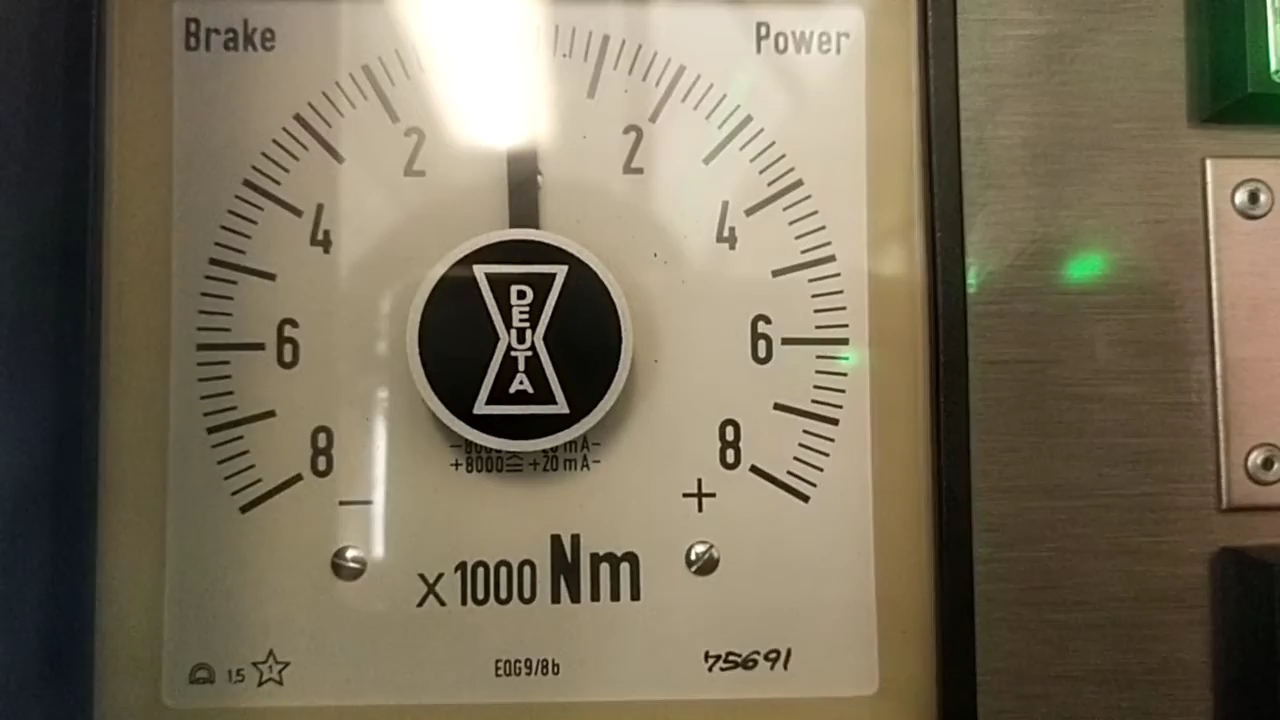 Brake
Power
2
2
4
4
6
6
8
8
DEUTA
+8000≙ +20 mA
− +
x1000 Nm
1.5 1
EQG9/8b
75691